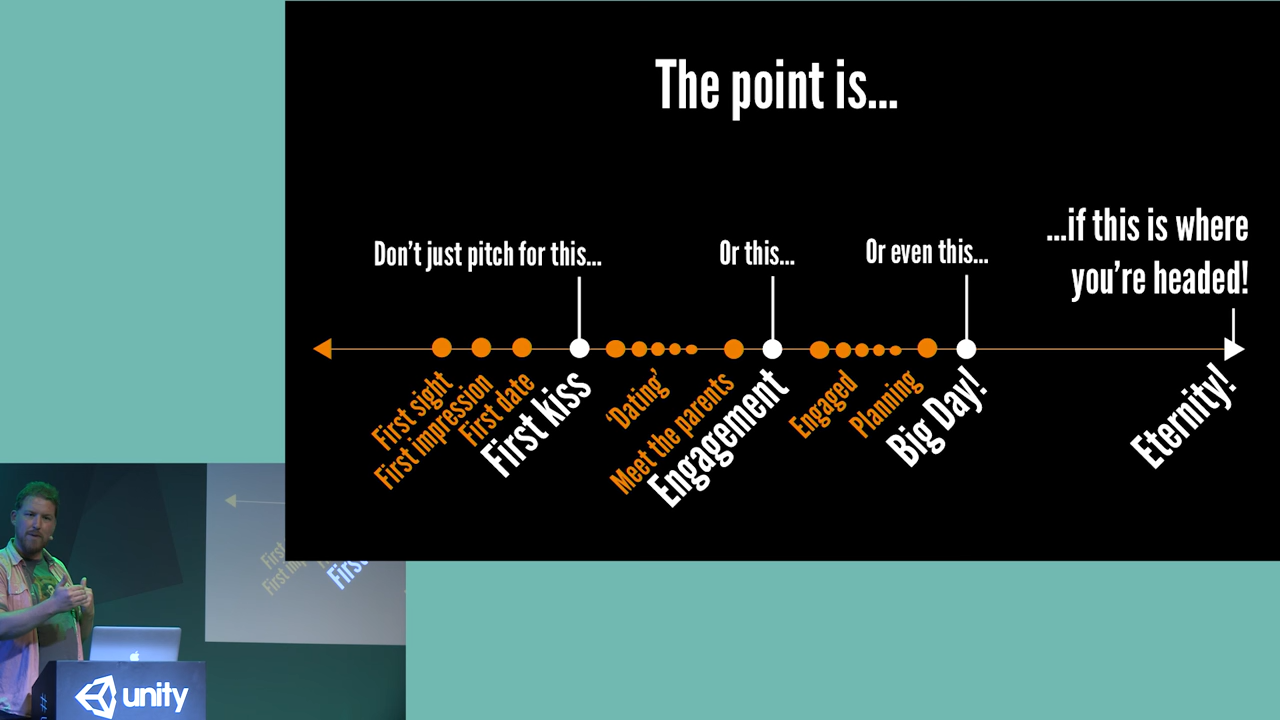 The point is...
Don't just pitch for this...
Or this...
Or even this...
...if this is where
you're headed!
First sight
First impression
First date
First kiss
'Dating'
Meet the parents
Engagement
Engaged
Planning
Big Day!
Eternity!
First
First
unity